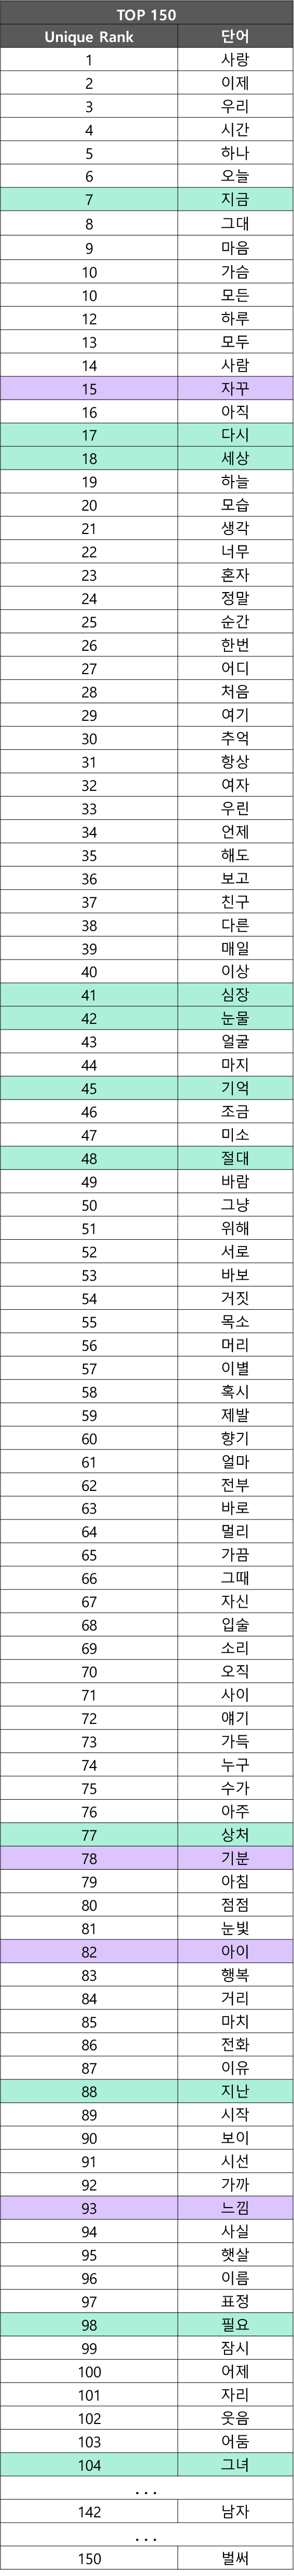 TOP 150
Unique Rank 단어
1 사랑
2 이제
3 우리
4 시간
5 하나
6 오늘
7 지금
8 그대
9 마음
10 가슴
10 모든
12 하루
13 모두
14 사람
15 자꾸
16 아직
17 다시
18 세상
19 하늘
20 모습
21 생각
22 너무
23 혼자
24 정말
25 순간
26 한번
27 어디
28 처음
29 여기
30 추억
31 항상
32 여자
33 우린
34 언제
35 해도
36 보고
37 친구
38 다른
39 매일
40 이상
41 심장
42 눈물
43 얼굴
44 마지
45 기억
46 조금
47 미소
48 절대
49 바람
50 그냥
51 위해
52 서로
53 바보
54 거짓
55 목소
56 머리
57 이별
58 혹시
59 제발
60 향기
61 얼마
62 전부
63 바로
64 멀리
65 가끔
66 그때
67 자신
68 입술
69 소리
70 오직
71 사이
72 얘기
73 가득
74 누구
75 수가
76 아주
77 상처
78 기분
79 아침
80 점점
81 눈빛
82 아이
83 행복
84 거리
85 마치
86 전화
87 이유
88 지난
89 시작
90 보이
91 시선
92 가까
93 느낌
94 사실
95 햇살
96 이름
97 표정
98 필요
99 잠시
100 어제
101 자리
102 웃음
103 어둠
104 그녀
...
142 남자
...
150 벌써